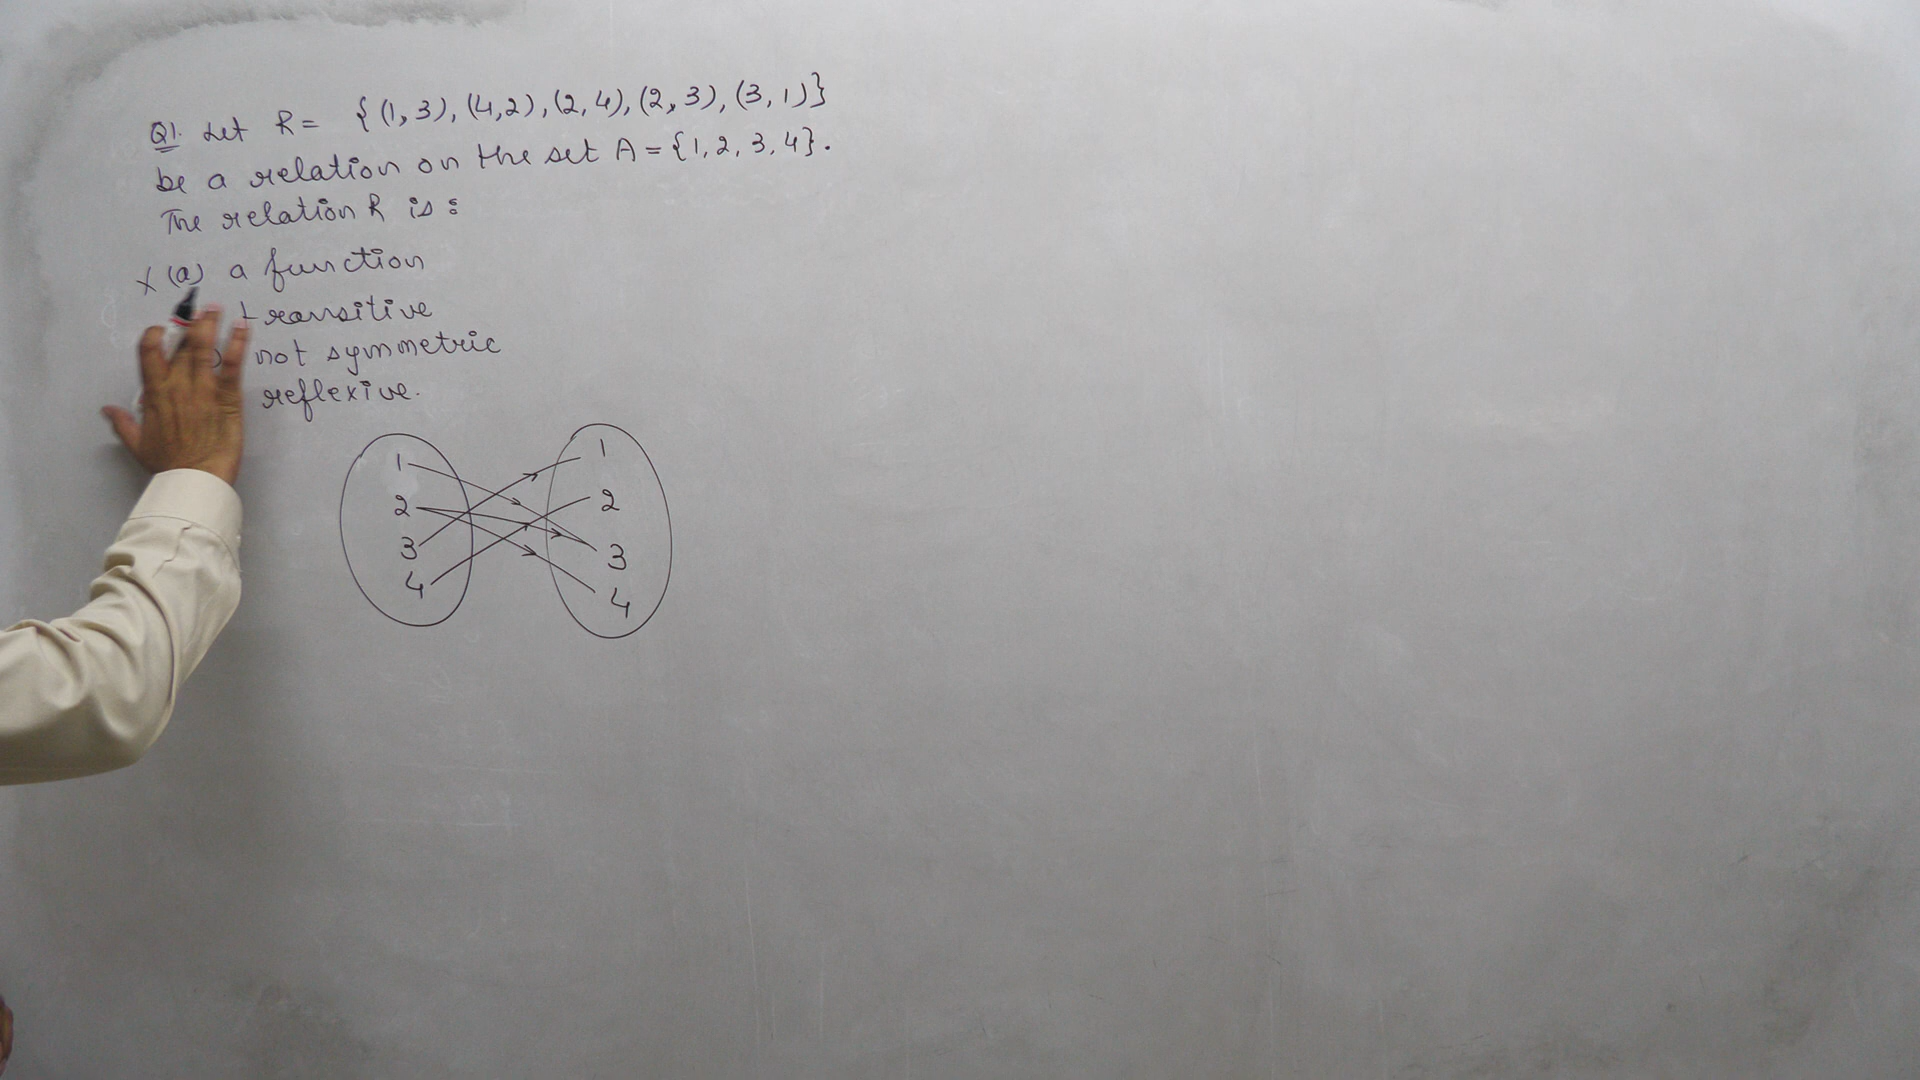 Q1. Let R = {(1,3), (4,2), (2,4), (2,3), (3,1)}
be a relation on the set A = {1, 2, 3, 4}.
The relation R is :
X (a) a function
transitive
not symmetric
reflexive.
1 1
2 2
3 3
4 4